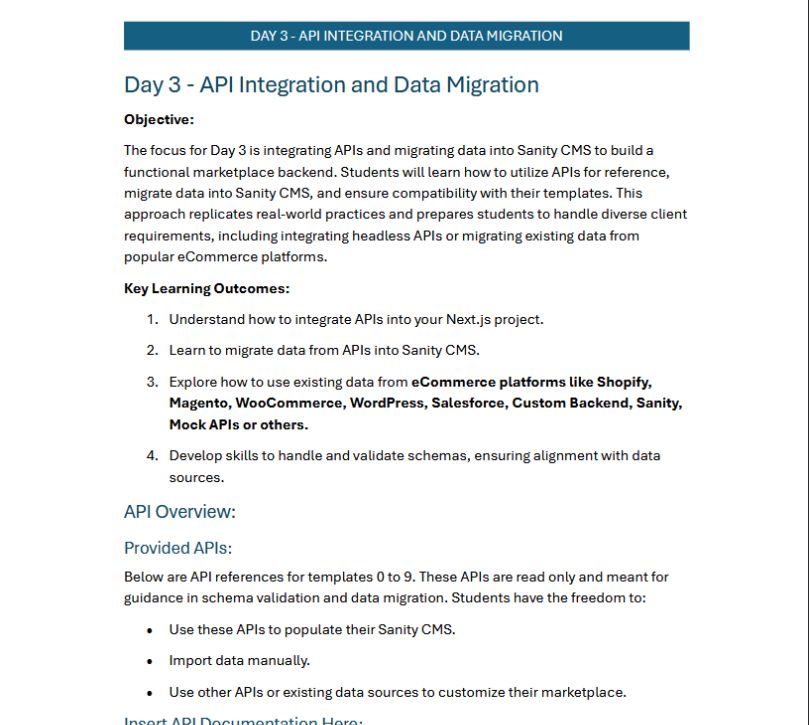 DAY 3 - API INTEGRATION AND DATA MIGRATION
Day 3 - API Integration and Data Migration
Objective:
The focus for Day 3 is integrating APIs and migrating data into Sanity CMS to build a
functional marketplace backend. Students will learn how to utilize APIs for reference,
migrate data into Sanity CMS, and ensure compatibility with their templates. This
approach replicates real-world practices and prepares students to handle diverse client
requirements, including integrating headless APIs or migrating existing data from
popular eCommerce platforms.
Key Learning Outcomes:
1. Understand how to integrate APIs into your Next.js project.
2. Learn to migrate data from APIs into Sanity CMS.
3. Explore how to use existing data from eCommerce platforms like Shopify,
Magento, WooCommerce, WordPress, Salesforce, Custom Backend, Sanity,
Mock APIs or others.
4. Develop skills to handle and validate schemas, ensuring alignment with data
sources.
API Overview:
Provided APIs:
Below are API references for templates 0 to 9. These APIs are read only and meant for
guidance in schema validation and data migration. Students have the freedom to:
• Use these APIs to populate their Sanity CMS.
• Import data manually.
• Use other APIs or existing data sources to customize their marketplace.
Insert API Documentation Here: